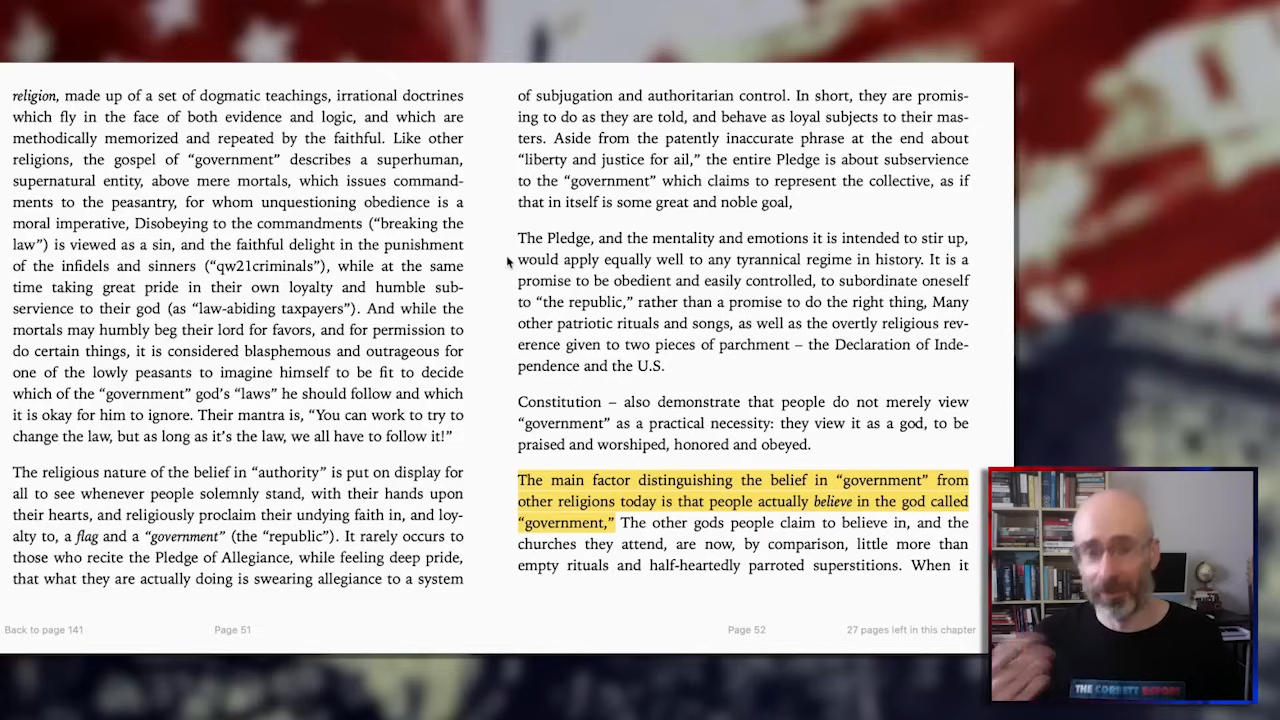 religion, made up of a set of dogmatic teachings, irrational doctrines
which fly in the face of both evidence and logic, and which are
methodically memorized and repeated by the faithful. Like other
religions, the gospel of “government” describes a superhuman,
supernatural entity, above mere mortals, which issues command-
ments to the peasantry, for whom unquestioning obedience is a
moral imperative, Disobeying to the commandments (“breaking the
law”) is viewed as a sin, and the faithful delight in the punishment
of the infidels and sinners (“qw21criminals”), while at the same
time taking great pride in their own loyalty and humble sub-
servience to their god (as “law-abiding taxpayers”). And while the
mortals may humbly beg their lord for favors, and for permission to
do certain things, it is considered blasphemous and outrageous for
one of the lowly peasants to imagine himself to be fit to decide
which of the “government” god’s “laws” he should follow and which
it is okay for him to ignore. Their mantra is, “You can work to try to
change the law, but as long as it’s the law, we all have to follow it!”
The religious nature of the belief in “authority” is put on display for
all to see whenever people solemnly stand, with their hands upon
their hearts, and religiously proclaim their undying faith in, and loy-
alty to, a flag and a “government” (the “republic”). It rarely occurs to
those who recite the Pledge of Allegiance, while feeling deep pride,
that what they are actually doing is swearing allegiance to a system
Back to page 141
Page 51
of subjugation and authoritarian control. In short, they are promis-
ing to do as they are told, and behave as loyal subjects to their mas-
ters. Aside from the patently inaccurate phrase at the end about
“liberty and justice for ail,” the entire Pledge is about subservience
to the “government” which claims to represent the collective, as if
that in itself is some great and noble goal,
The Pledge, and the mentality and emotions it is intended to stir up,
would apply equally well to any tyrannical regime in history. It is a
promise to be obedient and easily controlled, to subordinate oneself
to “the republic,” rather than a promise to do the right thing, Many
other patriotic rituals and songs, as well as the overtly religious rev-
erence given to two pieces of parchment – the Declaration of Inde-
pendence and the U.S.
Constitution – also demonstrate that people do not merely view
“government” as a practical necessity: they view it as a god, to be
praised and worshiped, honored and obeyed.
The main factor distinguishing the belief in “government” from
other religions today is that people actually believe in the god called
“government,” The other gods people claim to believe in, and the
churches they attend, are now, by comparison, little more than
empty rituals and half-heartedly parroted superstitions. When it
Page 52
27 pages left in this chapter
THE CORBETT REPORT